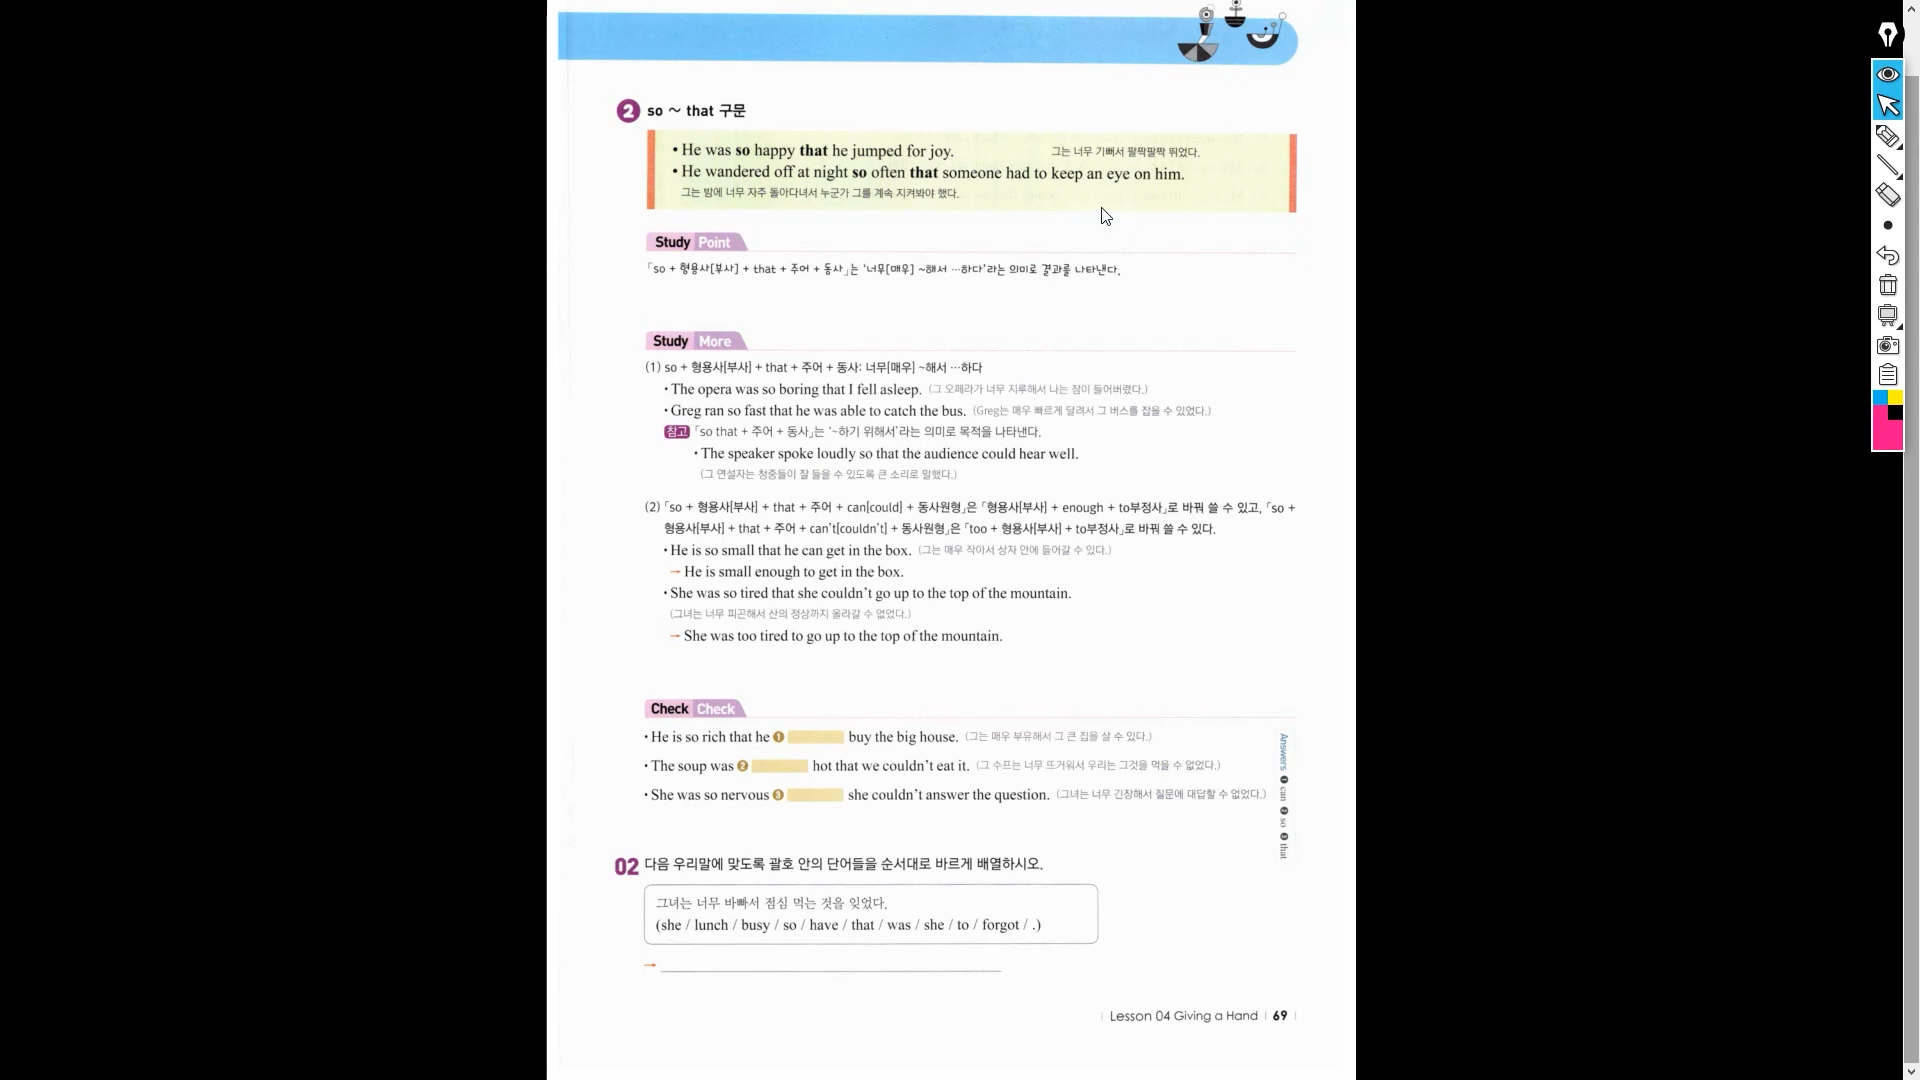 2 so ~ that 구문
• He was so happy that he jumped for joy. 그는 너무 기뻐서 팔짝팔짝 뛰었다.
• He wandered off at night so often that someone had to keep an eye on him.
그는 밤에 너무 자주 돌아다녀서 누군가 그를 계속 지켜봐야 했다.
Study Point
「so + 형용사[부사] + that + 주어 + 동사」는 '너무[매우] ~해서 …하다'라는 의미로 결과를 나타낸다.
Study More
(1) so + 형용사[부사] + that + 주어 + 동사: 너무[매우] ~해서 …하다
• The opera was so boring that I fell asleep. (그 오페라가 너무 지루해서 나는 잠이 들어버렸다.)
• Greg ran so fast that he was able to catch the bus. (Greg는 매우 빠르게 달려서 그 버스를 잡을 수 있었다.)
참고 「so that + 주어 + 동사」는 '~하기 위해서'라는 의미로 목적을 나타낸다.
• The speaker spoke loudly so that the audience could hear well.
(그 연설자는 청중들이 잘 들을 수 있도록 큰 소리로 말했다.)
(2) 「so + 형용사[부사] + that + 주어 + can[could] + 동사원형」은 「형용사[부사] + enough + to부정사」로 바꿔 쓸 수 있고, 「so +
형용사[부사] + that + 주어 + can't[couldn't] + 동사원형」은 「too + 형용사[부사] + to부정사」로 바꿔 쓸 수 있다.
• He is so small that he can get in the box. (그는 매우 작아서 상자 안에 들어갈 수 있다.)
→ He is small enough to get in the box.
• She was so tired that she couldn't go up to the top of the mountain.
(그녀는 너무 피곤해서 산의 정상까지 올라갈 수 없었다.)
→ She was too tired to go up to the top of the mountain.
Check Check
• He is so rich that he ❶ buy the big house. (그는 매우 부유해서 그 큰 집을 살 수 있다.)
• The soup was ❷ hot that we couldn't eat it. (그 수프는 너무 뜨거워서 우리는 그것을 먹을 수 없었다.)
• She was so nervous ❸ she couldn't answer the question. (그녀는 너무 긴장해서 질문에 대답할 수 없었다.)
Answers ❶ can ❷ so ❸ that
02 다음 우리말에 맞도록 괄호 안의 단어들을 순서대로 바르게 배열하시오.
그녀는 너무 바빠서 점심 먹는 것을 잊었다.
(she / lunch / busy / so / have / that / was / she / to / forgot / .)
→
Lesson 04 Giving a Hand | 69